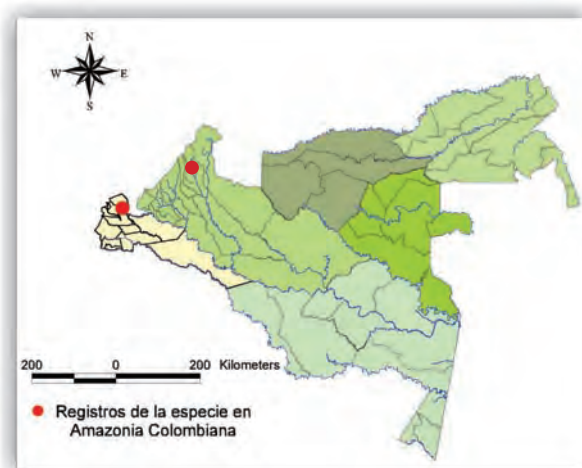 N
W E
S
200 0 200 Kilometers
Registros de la especie en
Amazonia Colombiana